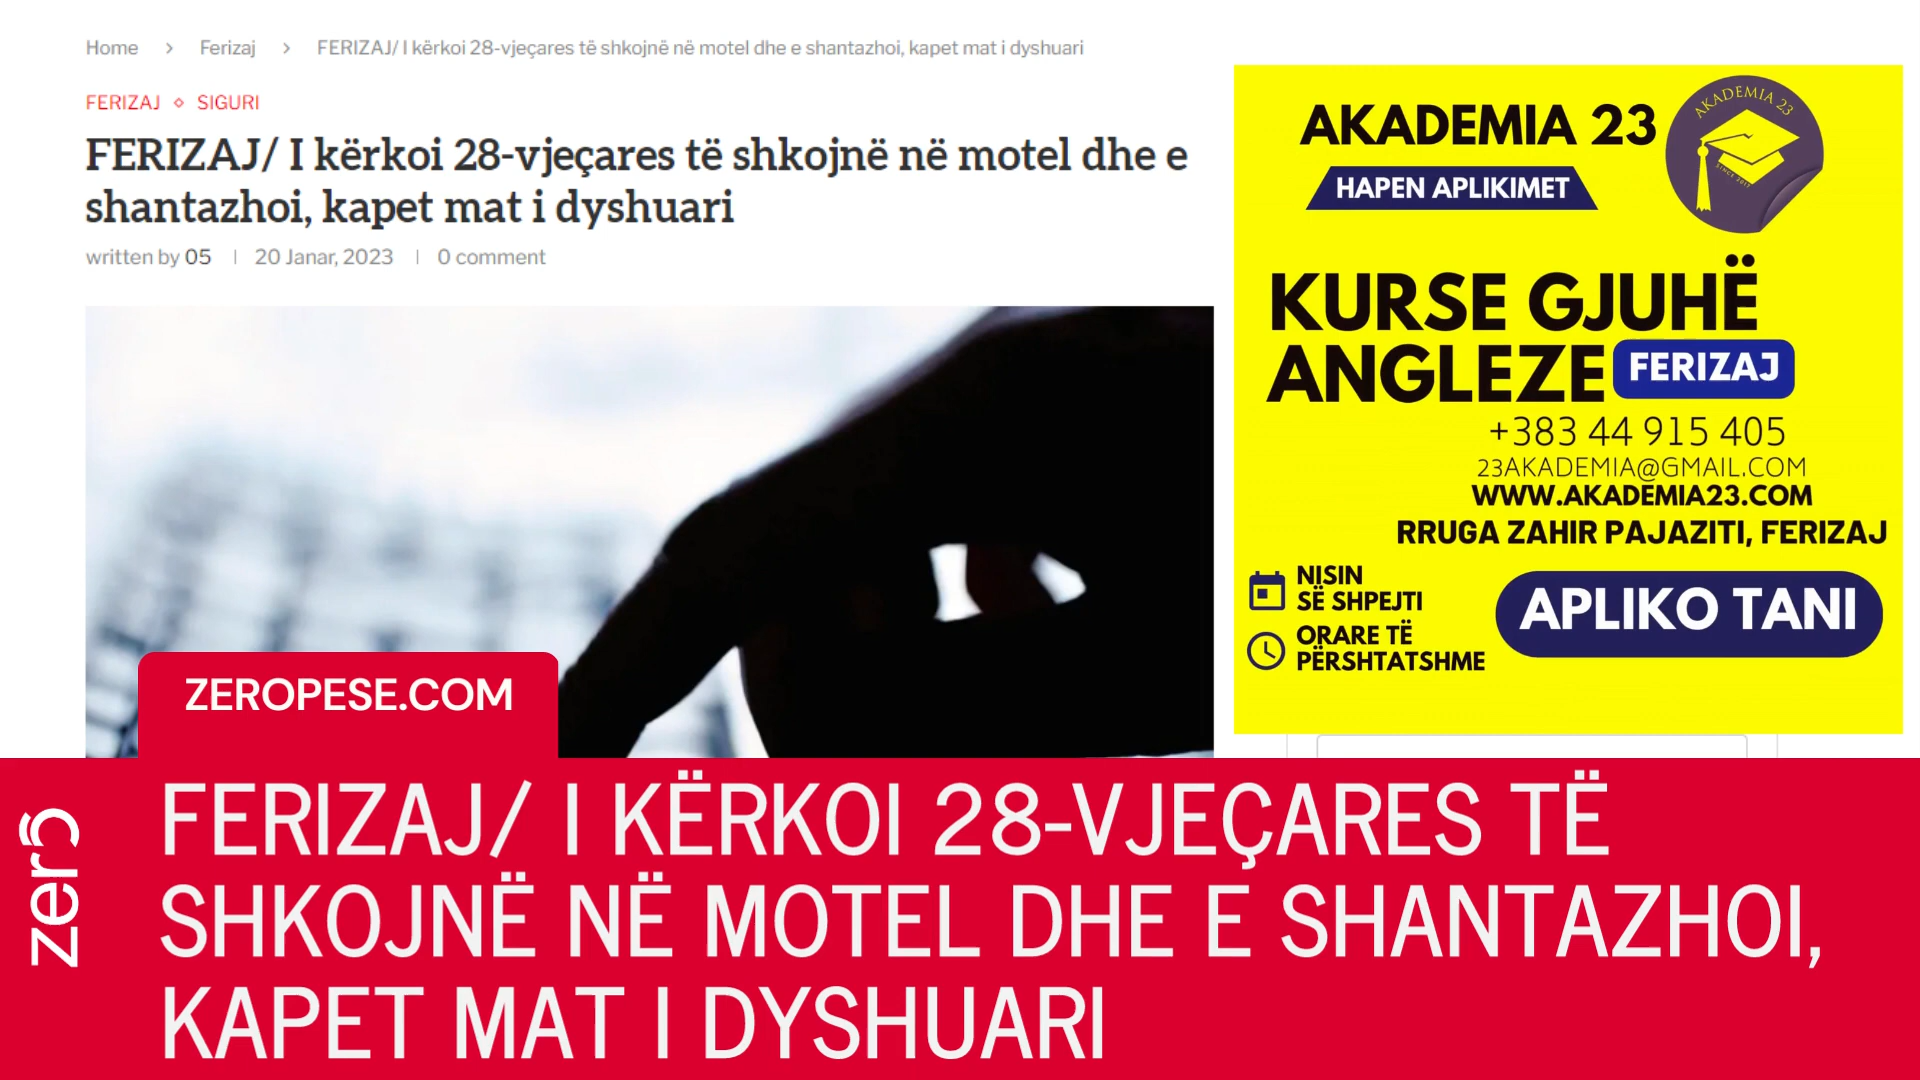 Home > Ferizaj > FERIZAJ/ I kërkoi 28-vjeçares të shkojnë në motel dhe e shantazhoi, kapet mat i dyshuari
FERIZAJ ◇ SIGURI
FERIZAJ/ I kërkoi 28-vjeçares të shkojnë në motel dhe e
shantazhoi, kapet mat i dyshuari
written by 05 | 20 Janar, 2023 | 0 comment
AKADEMIA 23
AKADEMIA 23
SINCE 2017
HAPEN APLIKIMET
KURSE GJUHË
ANGLEZE FERIZAJ
+383 44 915 405
23AKADEMIA@GMAIL.COM
WWW.AKADEMIA23.COM
RRUGA ZAHIR PAJAZITI, FERIZAJ
NISIN
SË SHPEJTI
ORARE TË
PËRSHTATSHME
APLIKO TANI
ZEROPESE.COM
zer5
FERIZAJ/ I KËRKOI 28-VJEÇARES TË
SHKOJNË NË MOTEL DHE E SHANTAZHOI,
KAPET MAT I DYSHUARI